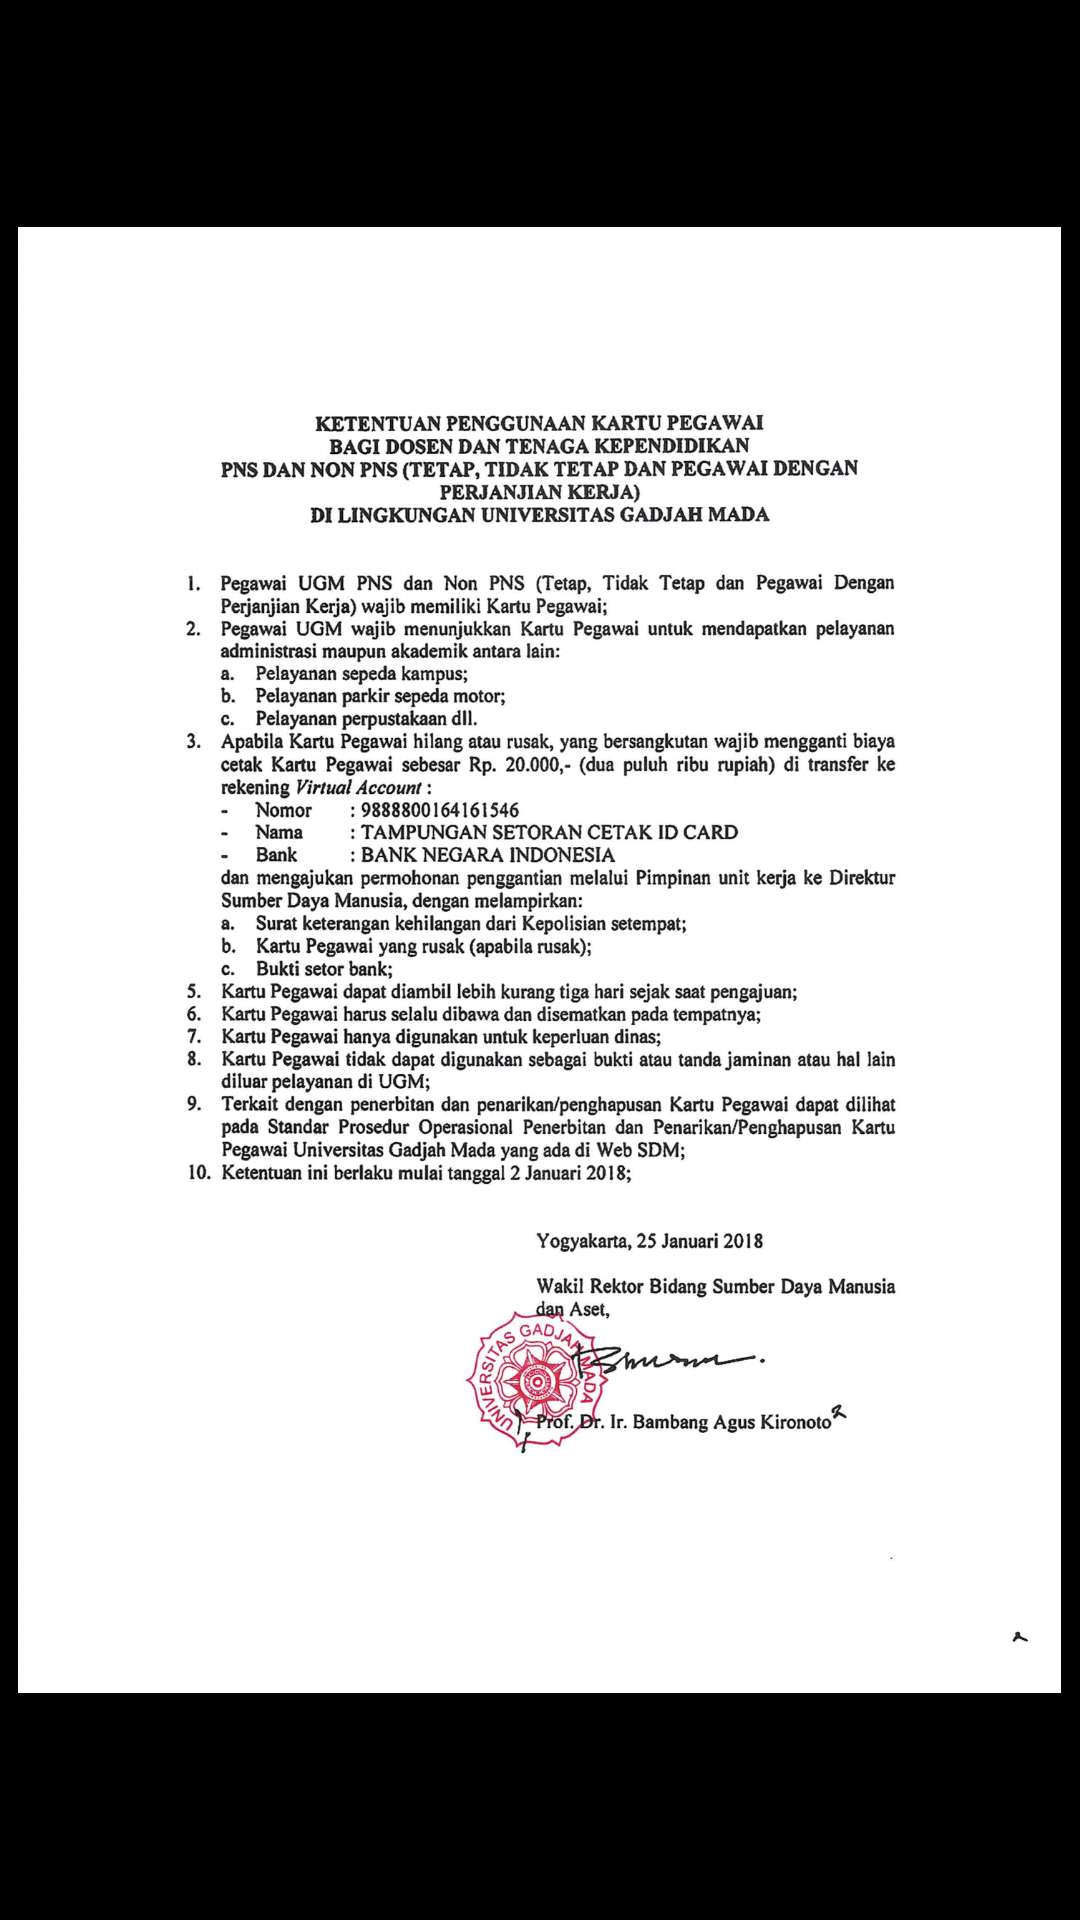 KETENTUAN PENGGUNAAN KARTU PEGAWAI
BAGI DOSEN DAN TENAGA KEPENDIDIKAN
PNS DAN NON PNS (TETAP, TIDAK TETAP DAN PEGAWAI DENGAN
PERJANJIAN KERJA)
DI LINGKUNGAN UNIVERSITAS GADJAH MADA
1. Pegawai UGM PNS dan Non PNS (Tetap, Tidak Tetap dan Pegawai Dengan
Perjanjian Kerja) wajib memiliki Kartu Pegawai;
2. Pegawai UGM wajib menunjukkan Kartu Pegawai untuk mendapatkan pelayanan
administrasi maupun akademik antara lain:
a. Pelayanan sepeda kampus;
b. Pelayanan parkir sepeda motor;
c. Pelayanan perpustakaan dll.
3. Apabila Kartu Pegawai hilang atau rusak, yang bersangkutan wajib mengganti biaya
cetak Kartu Pegawai sebesar Rp. 20.000,- (dua puluh ribu rupiah) di transfer ke
rekening Virtual Account :
- Nomor : 9888800164161546
- Nama : TAMPUNGAN SETORAN CETAK ID CARD
- Bank : BANK NEGARA INDONESIA
dan mengajukan permohonan penggantian melalui Pimpinan unit kerja ke Direktur
Sumber Daya Manusia, dengan melampirkan:
a. Surat keterangan kehilangan dari Kepolisian setempat;
b. Kartu Pegawai yang rusak (apabila rusak);
c. Bukti setor bank;
5. Kartu Pegawai dapat diambil lebih kurang tiga hari sejak saat pengajuan;
6. Kartu Pegawai harus selalu dibawa dan disematkan pada tempatnya;
7. Kartu Pegawai hanya digunakan untuk keperluan dinas;
8. Kartu Pegawai tidak dapat digunakan sebagai bukti atau tanda jaminan atau hal lain
diluar pelayanan di UGM;
9. Terkait dengan penerbitan dan penarikan/penghapusan Kartu Pegawai dapat dilihat
pada Standar Prosedur Operasional Penerbitan dan Penarikan/Penghapusan Kartu
Pegawai Universitas Gadjah Mada yang ada di Web SDM;
10. Ketentuan ini berlaku mulai tanggal 2 Januari 2018;
Yogyakarta, 25 Januari 2018
Wakil Rektor Bidang Sumber Daya Manusia
dan Aset,
UNIVERSITAS GADJAH MADA
Prof. Dr. Ir. Bambang Agus Kironoto